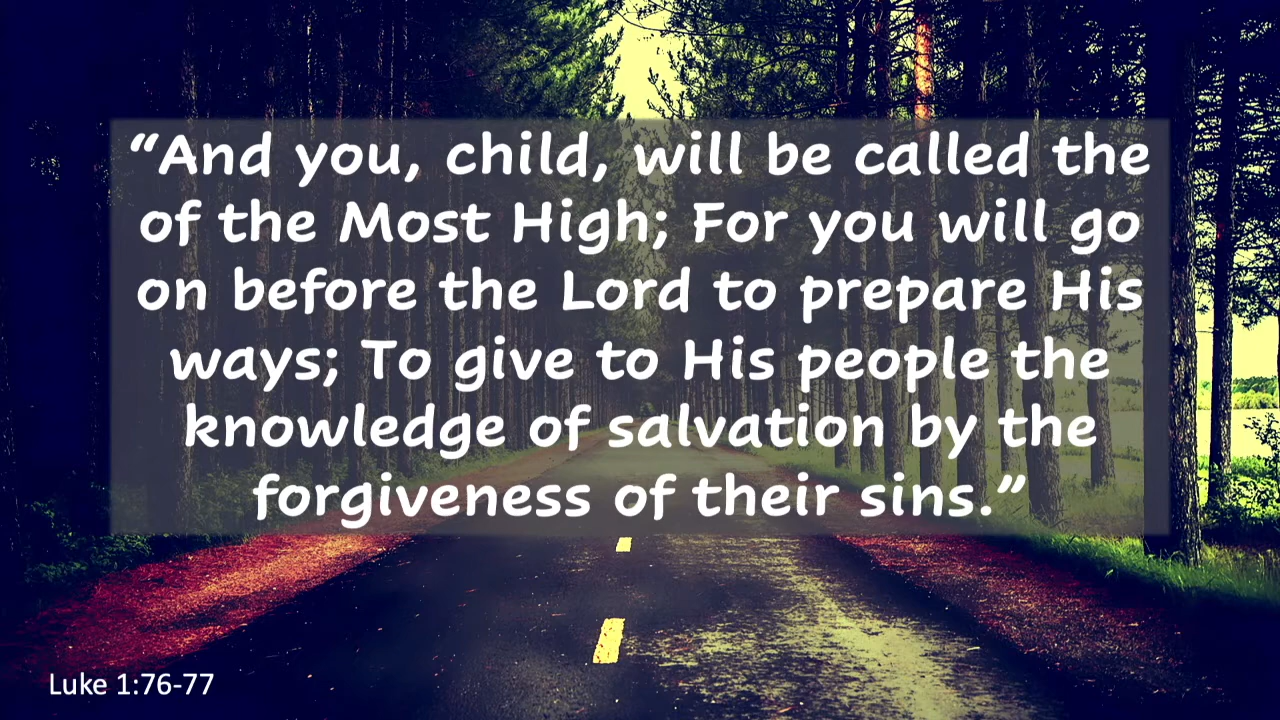 “And you, child, will be called the
of the Most High; For you will go
on before the Lord to prepare His
ways; To give to His people the
knowledge of salvation by the
forgiveness of their sins.”
Luke 1:76-77